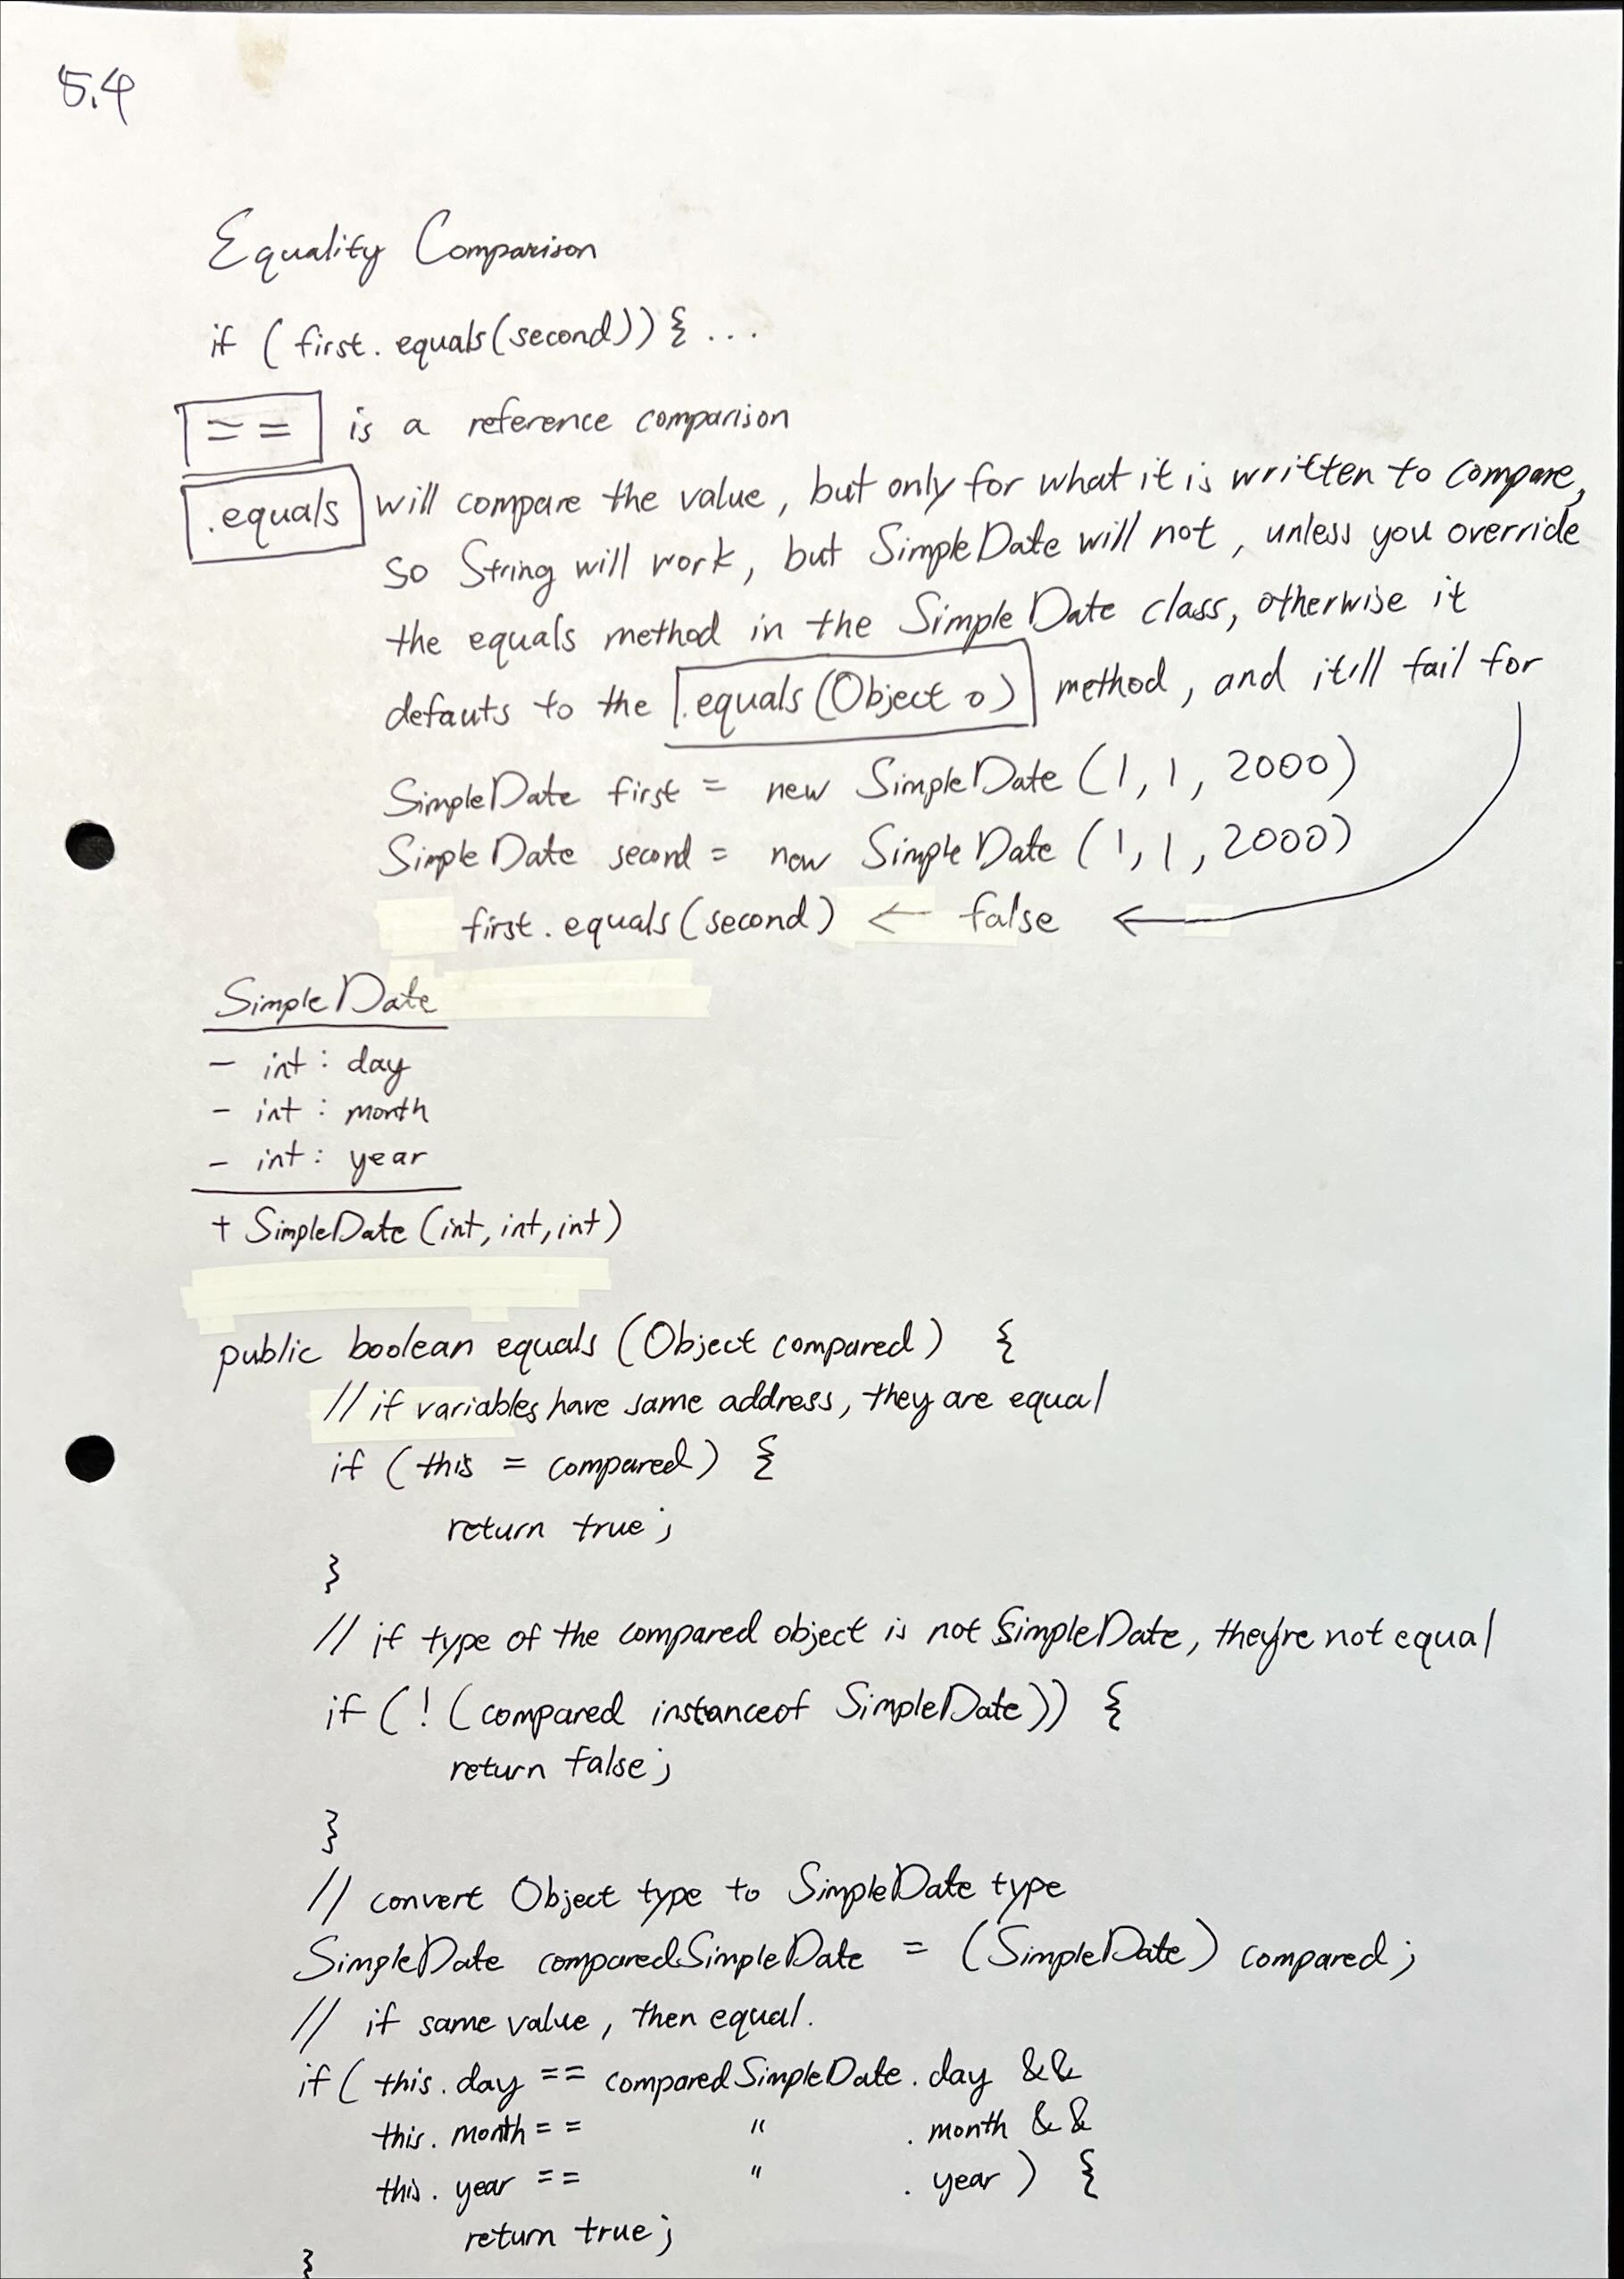 5.4
Equality Comparison
if (first.equals(second)) { ...
== is a reference comparison
.equals will compare the value, but only for what it is written to compare,
so String will work, but SimpleDate will not, unless you override
the equals method in the SimpleDate class, otherwise it
defauts to the .equals(Object o) method, and it'll fail for
SimpleDate first = new SimpleDate (1, 1, 2000)
SimpleDate second = new SimpleDate (1, 1, 2000)
first.equals(second) ← false ←
SimpleDate
- int : day
- int : month
- int : year
+ SimpleDate (int, int, int)
public boolean equals (Object compared) {
// if variables have same address, they are equal
if (this = compared) {
return true;
}
// if type of the compared object is not SimpleDate, they're not equal
if (! (compared instanceof SimpleDate)) {
return false;
}
// convert Object type to SimpleDate type
SimpleDate comparedSimpleDate = (SimpleDate) compared;
// if same value, then equal.
if (this.day == comparedSimpleDate.day &&
this.month == " .month &&
this.year == " .year) {
return true;
}